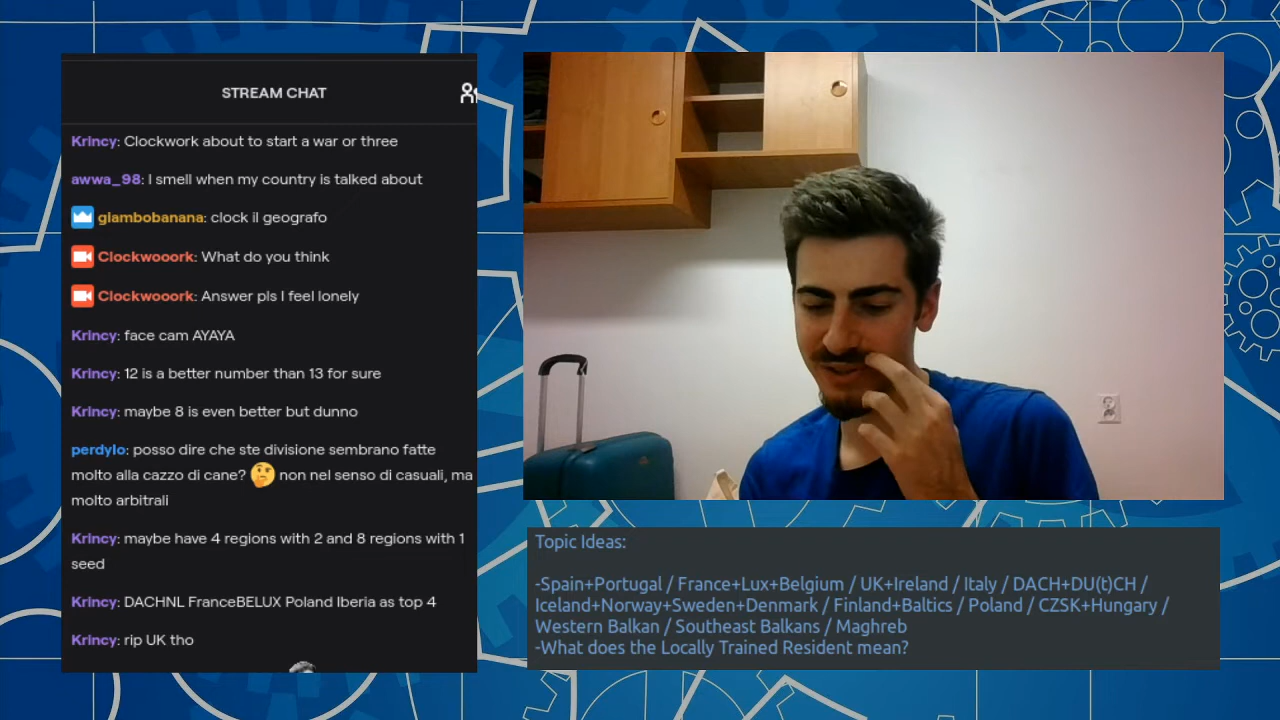 STREAM CHAT
Krincy: Clockwork about to start a war or three
awwa_98: I smell when my country is talked about
giambobanana: clock il geografo
Clockwooork: What do you think
Clockwooork: Answer pls I feel lonely
Krincy: face cam AYAYA
Krincy: 12 is a better number than 13 for sure
Krincy: maybe 8 is even better but dunno
perdylo: posso dire che ste divisione sembrano fatte
molto alla cazzo di cane? 🤔 non nel senso di casuali, ma
molto arbitrali
Krincy: maybe have 4 regions with 2 and 8 regions with 1
seed
Krincy: DACHNL FranceBELUX Poland Iberia as top 4
Krincy: rip UK tho
Topic Ideas:
-Spain+Portugal / France+Lux+Belgium / UK+Ireland / Italy / DACH+DU(t)CH /
Iceland+Norway+Sweden+Denmark / Finland+Baltics / Poland / CZSK+Hungary /
Western Balkan / Southeast Balkans / Maghreb
-What does the Locally Trained Resident mean?